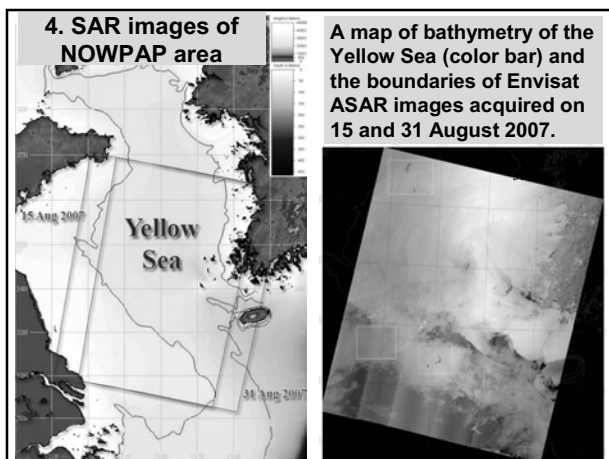 4. SAR images of
NOWPAP area
A map of bathymetry of the
Yellow Sea (color bar) and
the boundaries of Envisat
ASAR images acquired on
15 and 31 August 2007.
15 Aug 2007
Yellow
Sea
31 Aug 2007